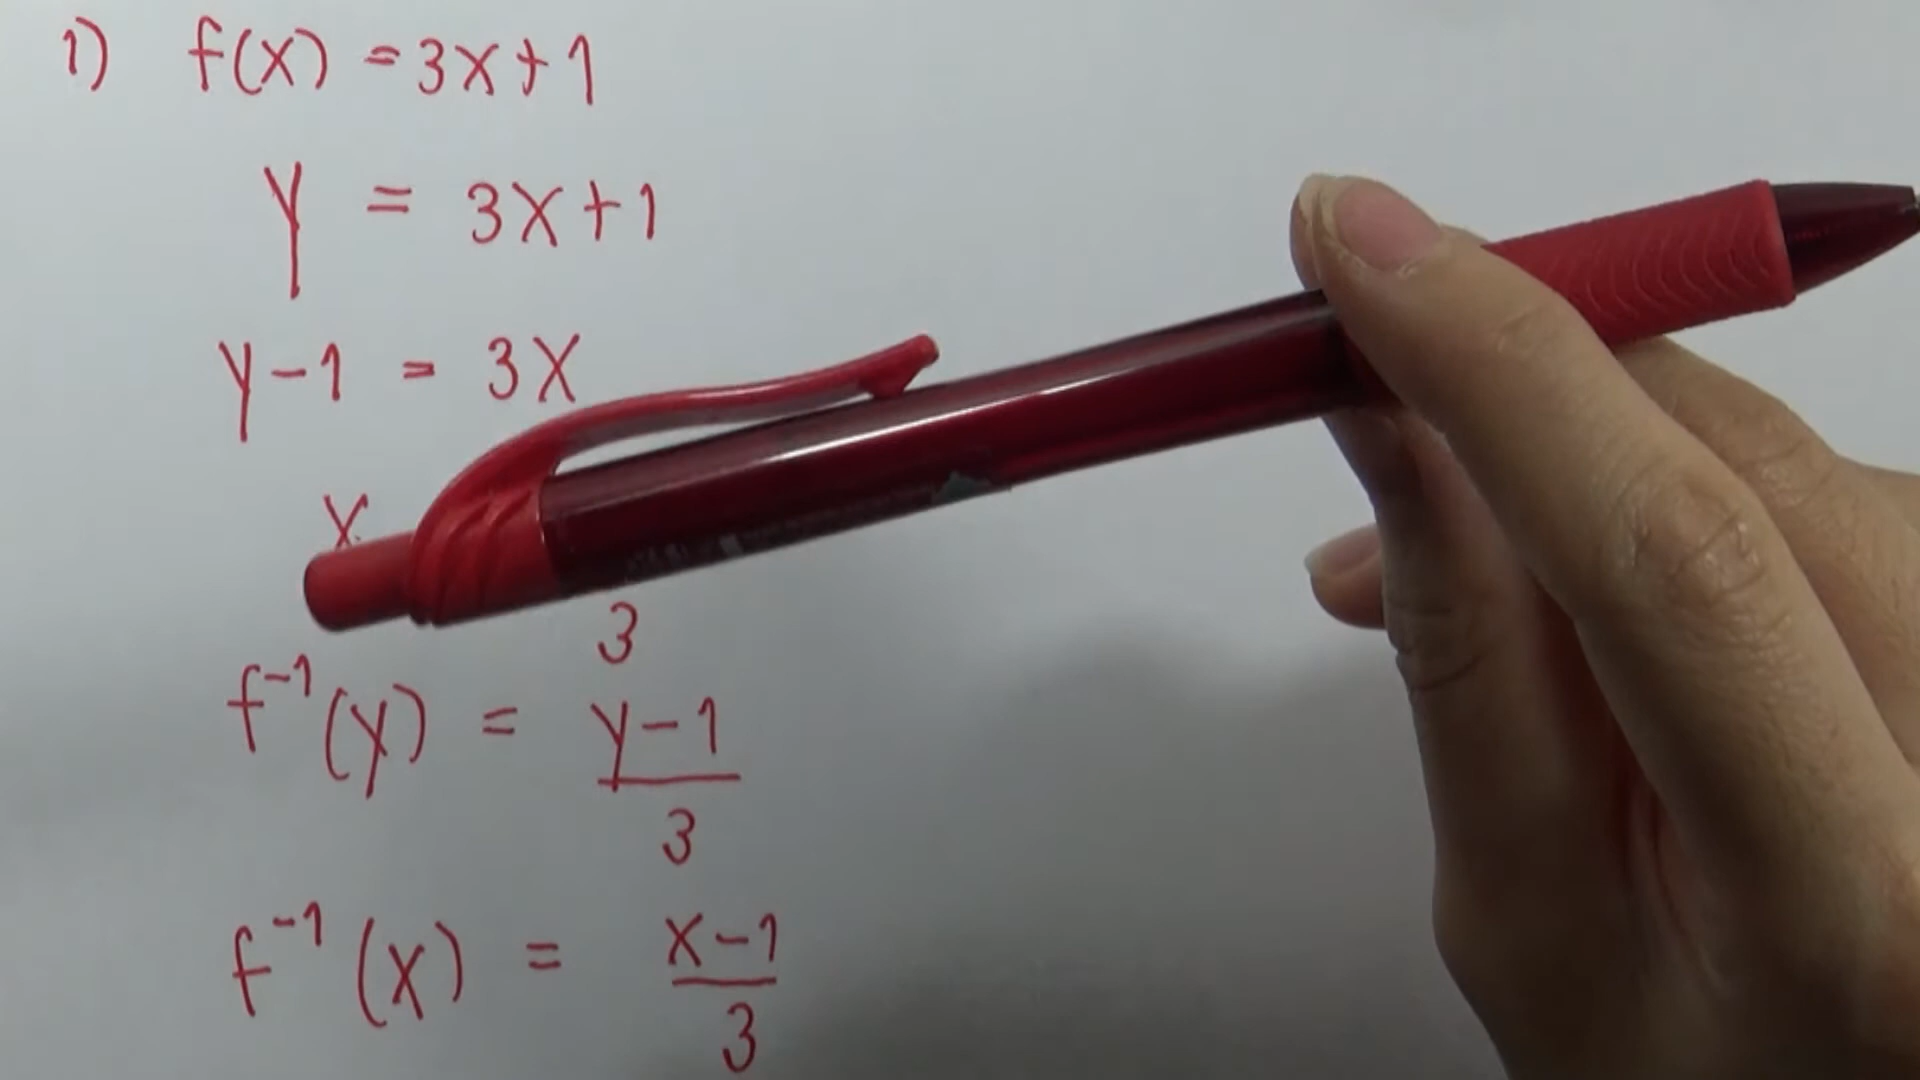 1) f(x) = 3x+1
y = 3x+1
y-1 = 3x
x
3
f⁻¹(y) = y-1
3
f⁻¹(x) = x-1
3